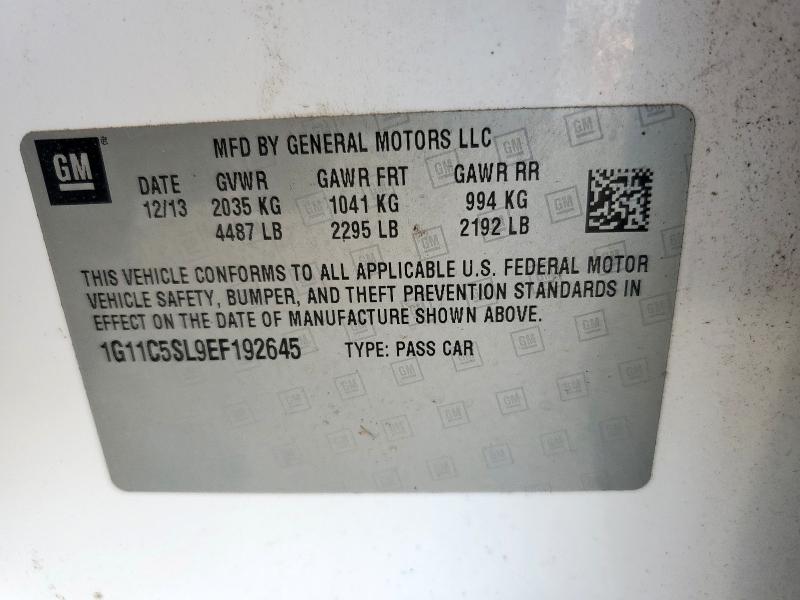 GM
MFD BY GENERAL MOTORS LLC
DATE GVWR GAWR FRT GAWR RR
12/13 2035 KG 1041 KG 994 KG
4487 LB 2295 LB 2192 LB
THIS VEHICLE CONFORMS TO ALL APPLICABLE U.S. FEDERAL MOTOR
VEHICLE SAFETY, BUMPER, AND THEFT PREVENTION STANDARDS IN
EFFECT ON THE DATE OF MANUFACTURE SHOWN ABOVE.
1G11C5SL9EF192645 TYPE: PASS CAR